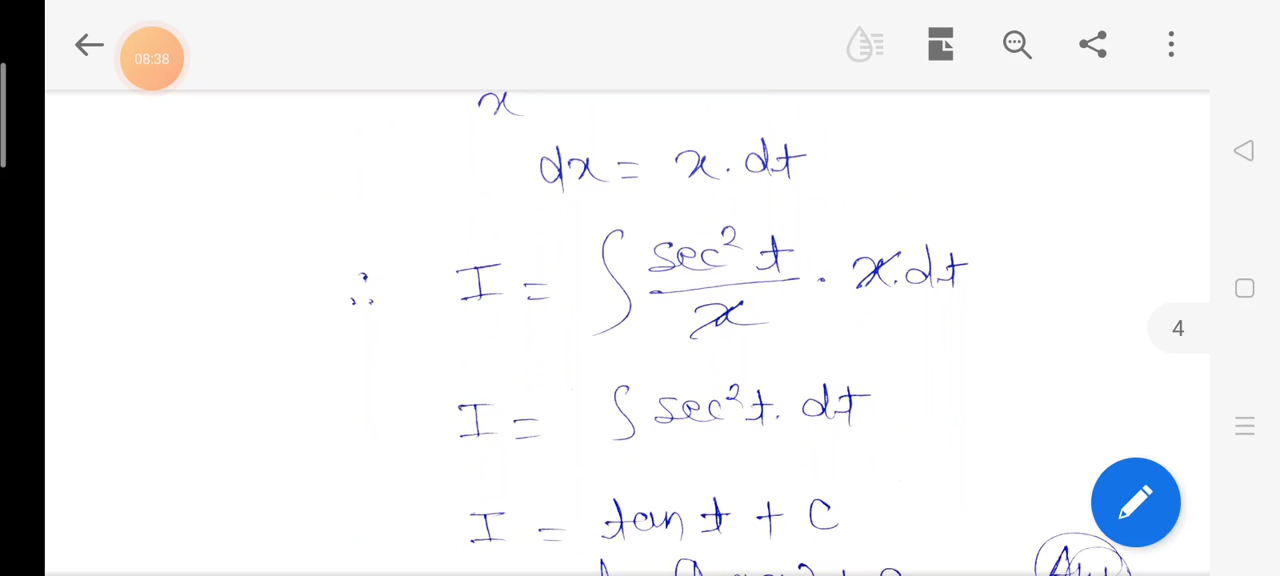 08:38
x
dx = x. dt
∴ I = ∫ sec² t / x . x. dt
4
I = ∫ sec² t. dt
I = tan t + C